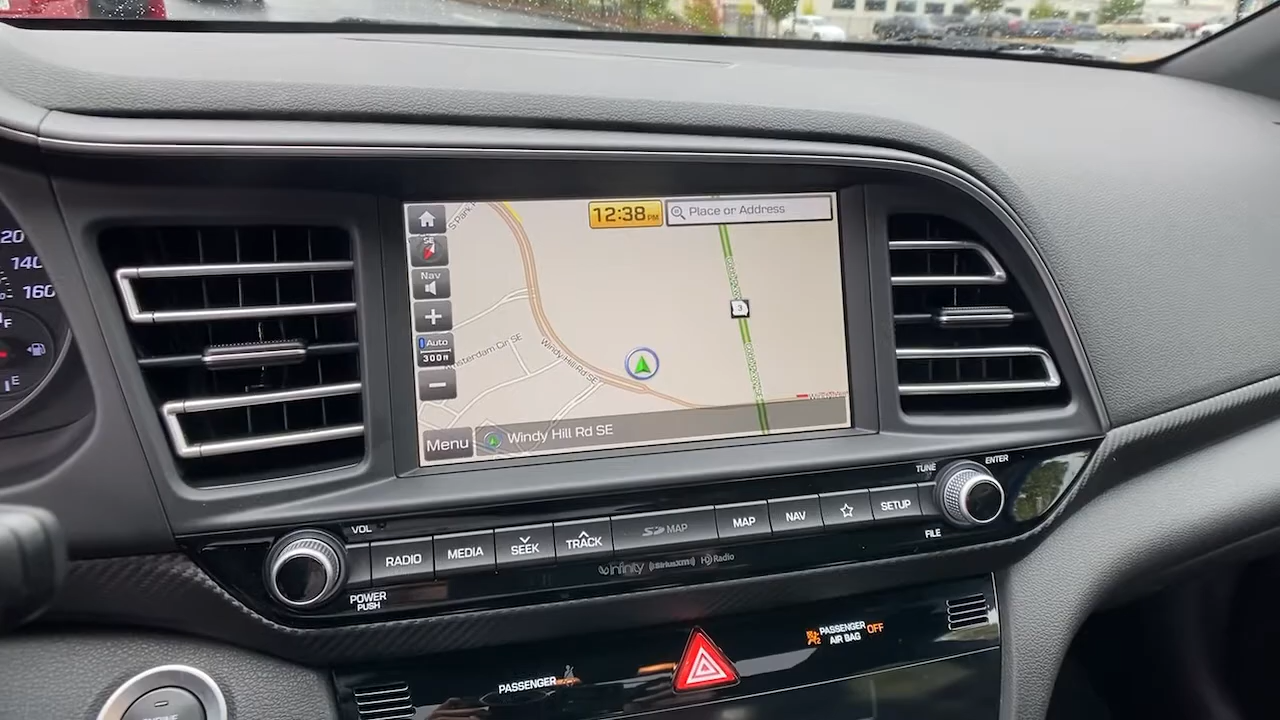 12:38 PM
Place or Address
S Park
SE
Nav
3
Auto
300ft
Windy Hill Rd SE
Menu
Windy Hill Rd SE
20
140
160
F
E
VOL
RADIO
MEDIA
SEEK
TRACK
SD MAP
MAP
NAV
SETUP
TUNE
ENTER
FILE
POWER
PUSH
infinity
SiriusXM
HD Radio
PASSENGER
PASSENGER
AIR BAG
OFF
ENGINE